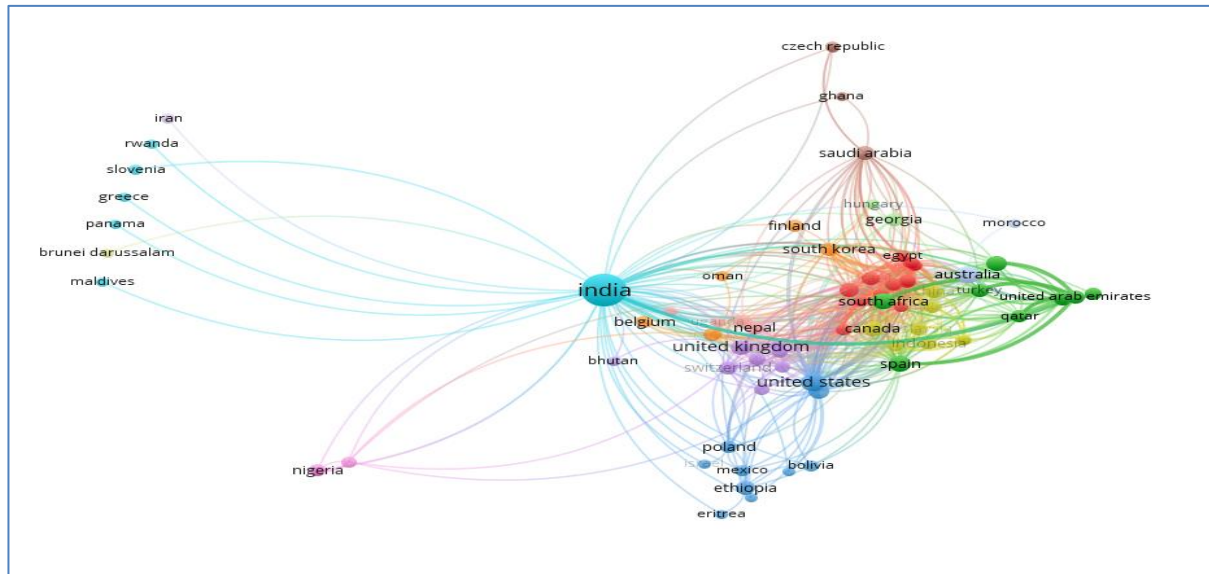 czech republic
ghana
iran
rwanda
saudi arabia
slovenia
greece
hungary
georgia
panama
finland
morocco
brunei darussalam
south korea
egypt
maldives
oman
australia
india
turkey
united arab emirates
south africa
qatar
belgium
nepal
canada
united kingdom
indonesia
bhutan
switzerland
spain
united states
poland
israel
mexico
bolivia
nigeria
ethiopia
eritrea